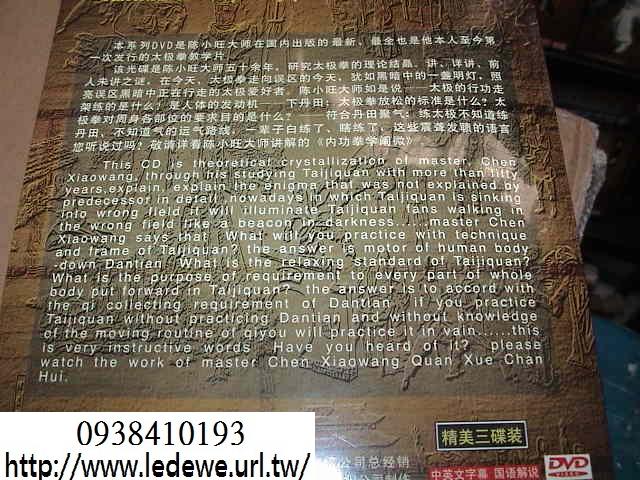 本系列DVD是陈小旺大师在国内出版的最新、最全也是他本人至今第
一次发行的太极拳教学片
该光碟是陈小旺大师五十余年，研究太极拳的理论结晶。讲、详讲、前
人未讲之谜。在今天，太极拳走向误区的今天，犹如黑暗中的一盏明灯。照
亮误区黑暗中正在行走的太极爱好者。陈小旺大师如是说——太极的行功走
架练的是什么？是人体的发动机——下丹田；太极拳放松的标准是什么？太
极拳对周身各部位的要求目的是什么？——符合丹田聚气；练太极不知道练
丹田、不知道气的运气路线，一辈子白练了、瞎练了，这些震聋发聩的语言
您听说过吗？敬请详看陈小旺大师讲解的《内功拳学阐微》
This CD is theoretical crystallization of master, Chen
Xiaowang, through his studying Taijiquan with more than fifty
years,explain, explain the enigma that was not explained by
predecessor in detail ,nowadays in which Taijiquan is sinking
into wrong field it will illuminate Taijiquan fans walking in
the wrong field like a beacon in darkness.....master Chen
Xiaowang says that What will you practice with technique
and frame of Taijiquan? the answer is motor of human body
-down Dantian What is the relaxing standard of Taijiquan?
What is the purpose of requirement to every part of whole
body put forward in Taijiquan? the answer is to accord with
the qi collecting requirement of Dantian if you practice
Taijiquan without practicing Dantian and without knowledge
of the moving routine of qiyou will practice it in vain......this
is very instructive words Have you heard of it? please
watch the work of master Chen Xiaowang Quan Xue Chan
Hui.
精美三碟装
公司总经销
中英文字幕 国语解说
DVD
VIDEO
0938410193
http://www.ledewe.url.tw/